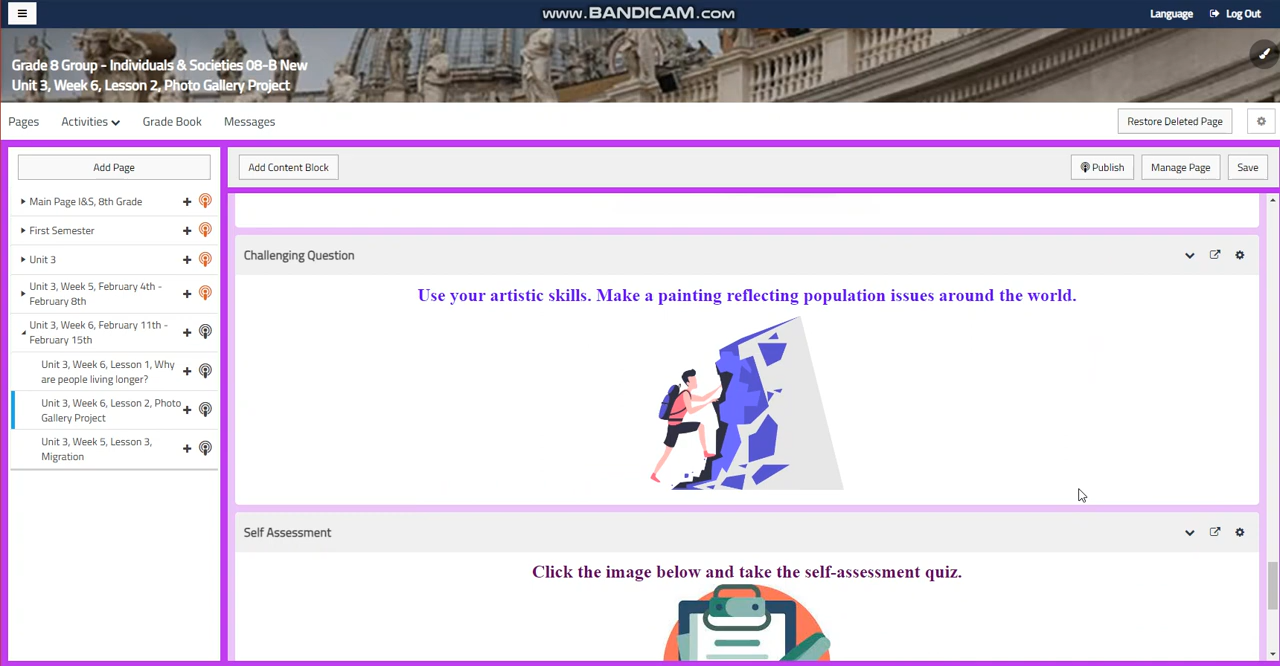 www.BANDICAM.com
Language
Log Out
Grade 8 Group - Individuals & Societies 08-B New
Unit 3, Week 6, Lesson 2, Photo Gallery Project
Pages
Activities
Grade Book
Messages
Restore Deleted Page
Add Page
Add Content Block
Publish
Manage Page
Save
Main Page I&S, 8th Grade
First Semester
Unit 3
Unit 3, Week 5, February 4th -
February 8th
Unit 3, Week 6, February 11th -
February 15th
Unit 3, Week 6, Lesson 1, Why
are people living longer?
Unit 3, Week 6, Lesson 2, Photo
Gallery Project
Unit 3, Week 5, Lesson 3,
Migration
Challenging Question
Use your artistic skills. Make a painting reflecting population issues around the world.
Self Assessment
Click the image below and take the self-assessment quiz.